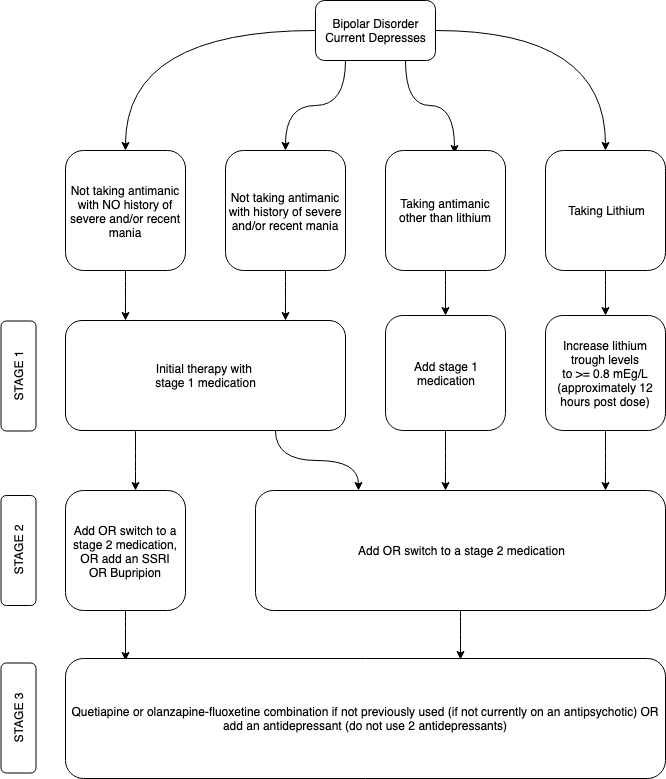 Bipolar Disorder
Current Depresses
Not taking antimanic
with NO history of
severe and/or recent
mania
Not taking antimanic
with history of severe
and/or recent mania
Taking antimanic
other than lithium
Taking Lithium
STAGE 1
Initial therapy with
stage 1 medication
Add stage 1
medication
Increase lithium
trough levels
to >= 0.8 mEg/L
(approximately 12
hours post dose)
STAGE 2
Add OR switch to a
stage 2 medication,
OR add an SSRI
OR Bupripion
Add OR switch to a stage 2 medication
STAGE 3
Quetiapine or olanzapine-fluoxetine combination if not previously used (if not currently on an antipsychotic) OR
add an antidepressant (do not use 2 antidepressants)